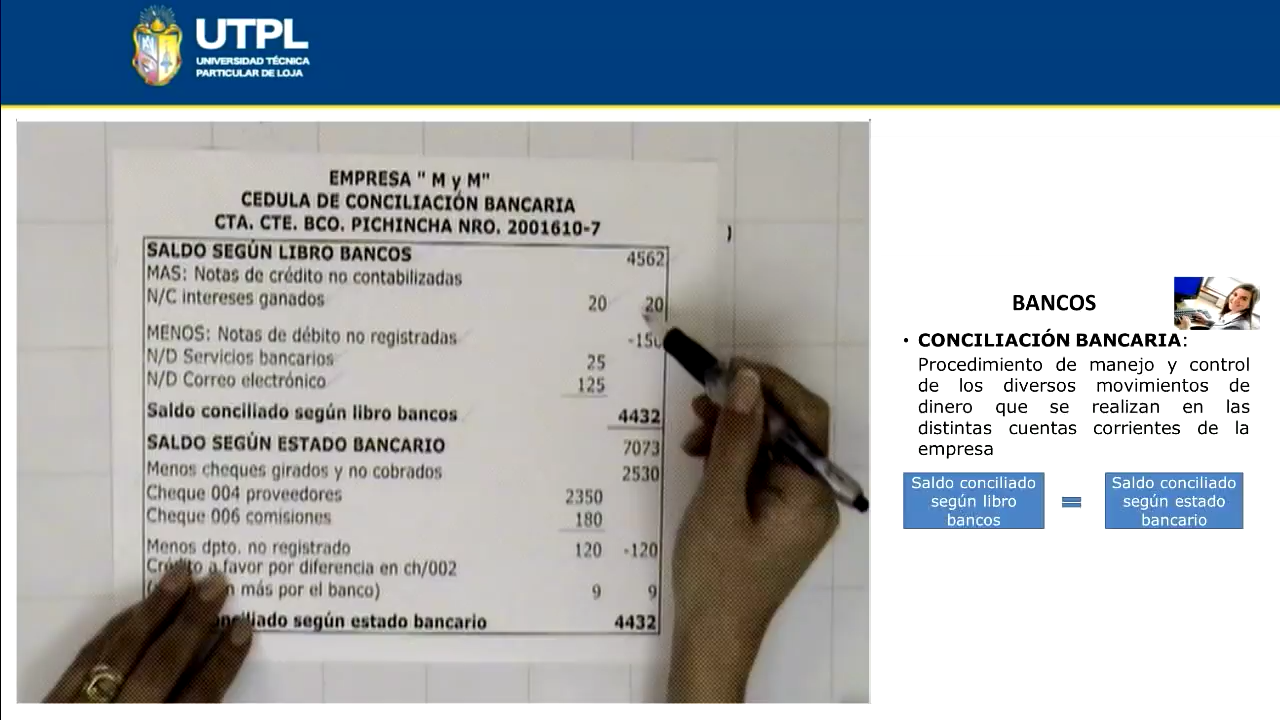 UTPL
UNIVERSIDAD TÉCNICA
PARTICULAR DE LOJA
EMPRESA " M y M"
CEDULA DE CONCILIACIÓN BANCARIA
CTA. CTE. BCO. PICHINCHA NRO. 2001610-7
SALDO SEGÚN LIBRO BANCOS 4562
MAS: Notas de crédito no contabilizadas
N/C intereses ganados 20 20
MENOS: Notas de débito no registradas -150
N/D Servicios bancarios 25
N/D Correo electrónico 125
Saldo conciliado según libro bancos 4432
SALDO SEGÚN ESTADO BANCARIO 7073
Menos cheques girados y no cobrados 2530
Cheque 004 proveedores 2350
Cheque 006 comisiones 180
Menos dpto. no registrado 120 -120
Crédito a favor por diferencia en ch/002
más por el banco) 9 9
según estado bancario 4432
BANCOS
• CONCILIACIÓN BANCARIA:
Procedimiento de manejo y control
de los diversos movimientos de
dinero que se realizan en las
distintas cuentas corrientes de la
empresa
Saldo conciliado
según libro
bancos
=
Saldo conciliado
según estado
bancario